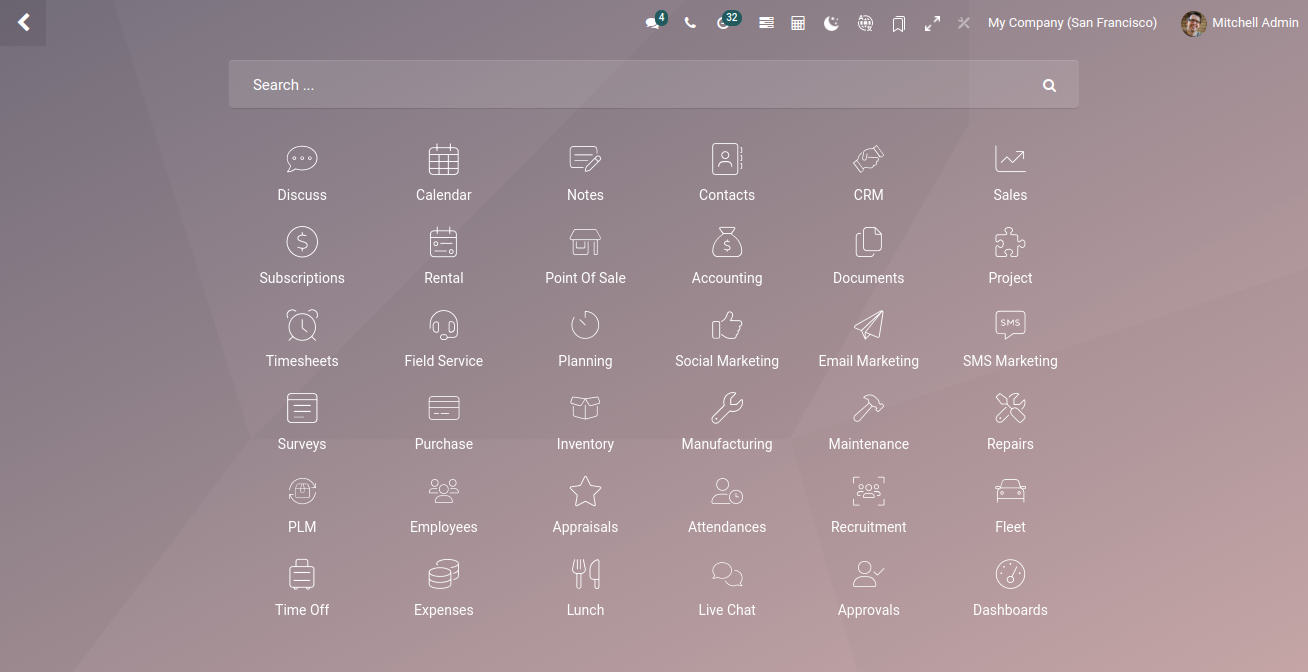 4 32 My Company (San Francisco) Mitchell Admin
Search ...
Discuss Calendar Notes Contacts CRM Sales
Subscriptions Rental Point Of Sale Accounting Documents Project
SMS
Timesheets Field Service Planning Social Marketing Email Marketing SMS Marketing
Surveys Purchase Inventory Manufacturing Maintenance Repairs
PLM Employees Appraisals Attendances Recruitment Fleet
Time Off Expenses Lunch Live Chat Approvals Dashboards